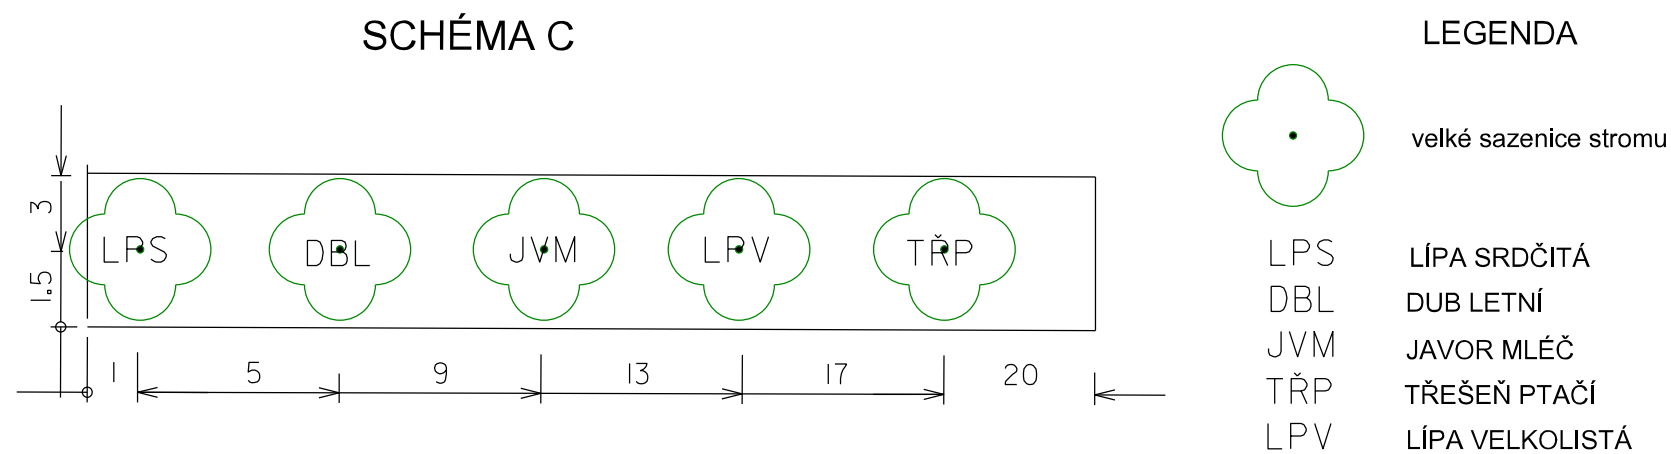 SCHÉMA C
LEGENDA
velké sazenice stromu
3
1.5
LPS
DBL
JVM
LPV
TŘP
1
5
9
13
17
20
LPS LÍPA SRDČITÁ
DBL DUB LETNÍ
JVM JAVOR MLÉČ
TŘP TŘEŠEŇ PTAČÍ
LPV LÍPA VELKOLISTÁ